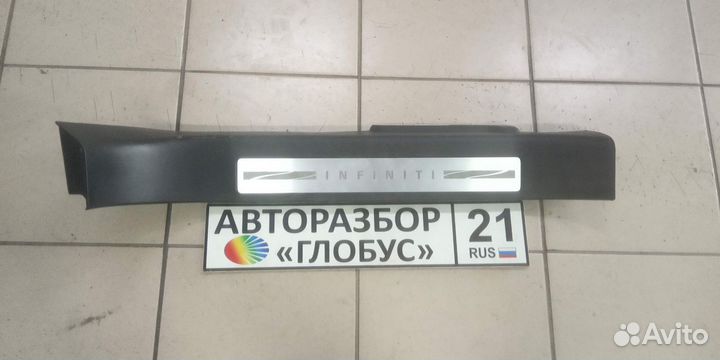 INFINITI
АВТОРАЗБОР
«ГЛОБУС»
21
RUS
Avito